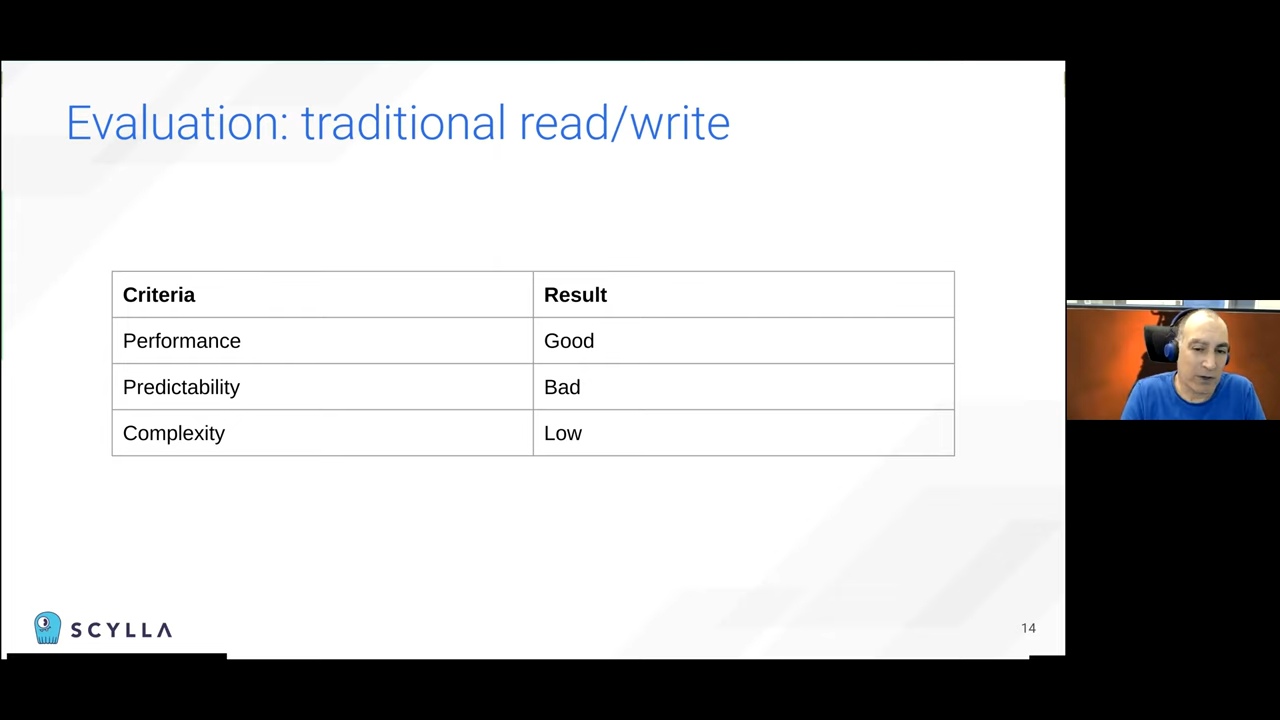 Evaluation: traditional read/write
Criteria Result
Performance Good
Predictability Bad
Complexity Low
SCYLLA
14